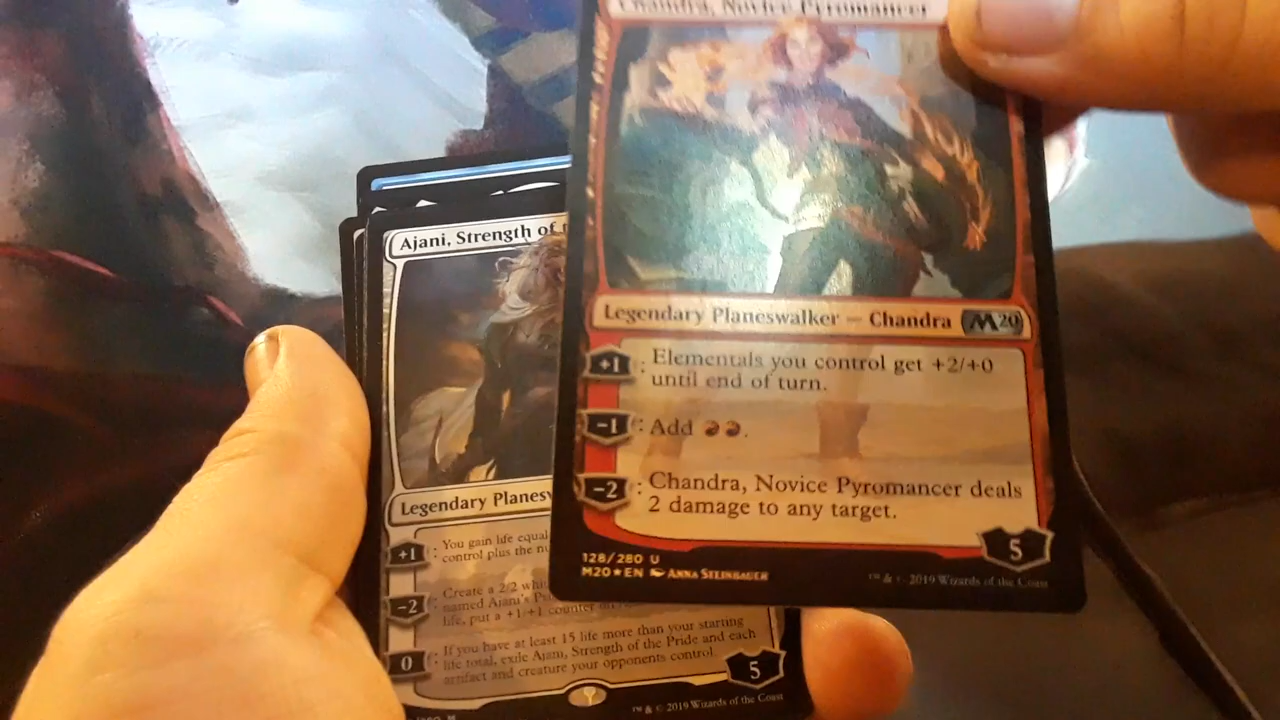 Chandra, Novice Pyromancer
Legendary Planeswalker — Chandra M20
+1 : Elementals you control get +2/+0
until end of turn.
-1 : Add
-2 : Chandra, Novice Pyromancer deals
2 damage to any target.
5
128/280 U
M20★EN Anna Steinbauer
™ & © 2019 Wizards of the Coast
Ajani, Strength of
Legendary Planesw
+1 : You gain life equal
control plus the nu
-2 : Create a 2/2 whi
named Ajani's Pr
life, put a +1/+1 counter on
0 : If you have at least 15 life more than your starting
life total, exile Ajani, Strength of the Pride and each
artifact and creature your opponents control.
5
™ & © 2019 Wizards of the Coast